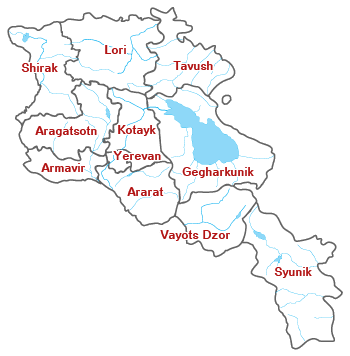 Lori
Shirak
Tavush
Aragatsotn
Kotayk
Yerevan
Armavir
Gegharkunik
Ararat
Vayots Dzor
Syunik